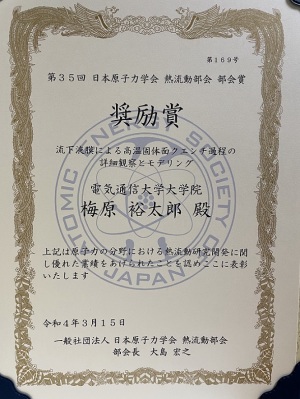 第169号
第35回 日本原子力学会 熱流動部会 部会賞
奨励賞
流下液膜による高温固体面クエンチ過程の
詳細観察とモデリング
電気通信大学大学院
梅原 裕太郎 殿
上記は原子力の分野における熱流動研究開発に関
し優れた業績をあげられたことを認めここに表彰
いたします
令和4年3月15日
一般社団法人 日本原子力学会 熱流動部会
部会長 大島 宏之
ATOMIC ENERGY SOCIETY OF JAPAN